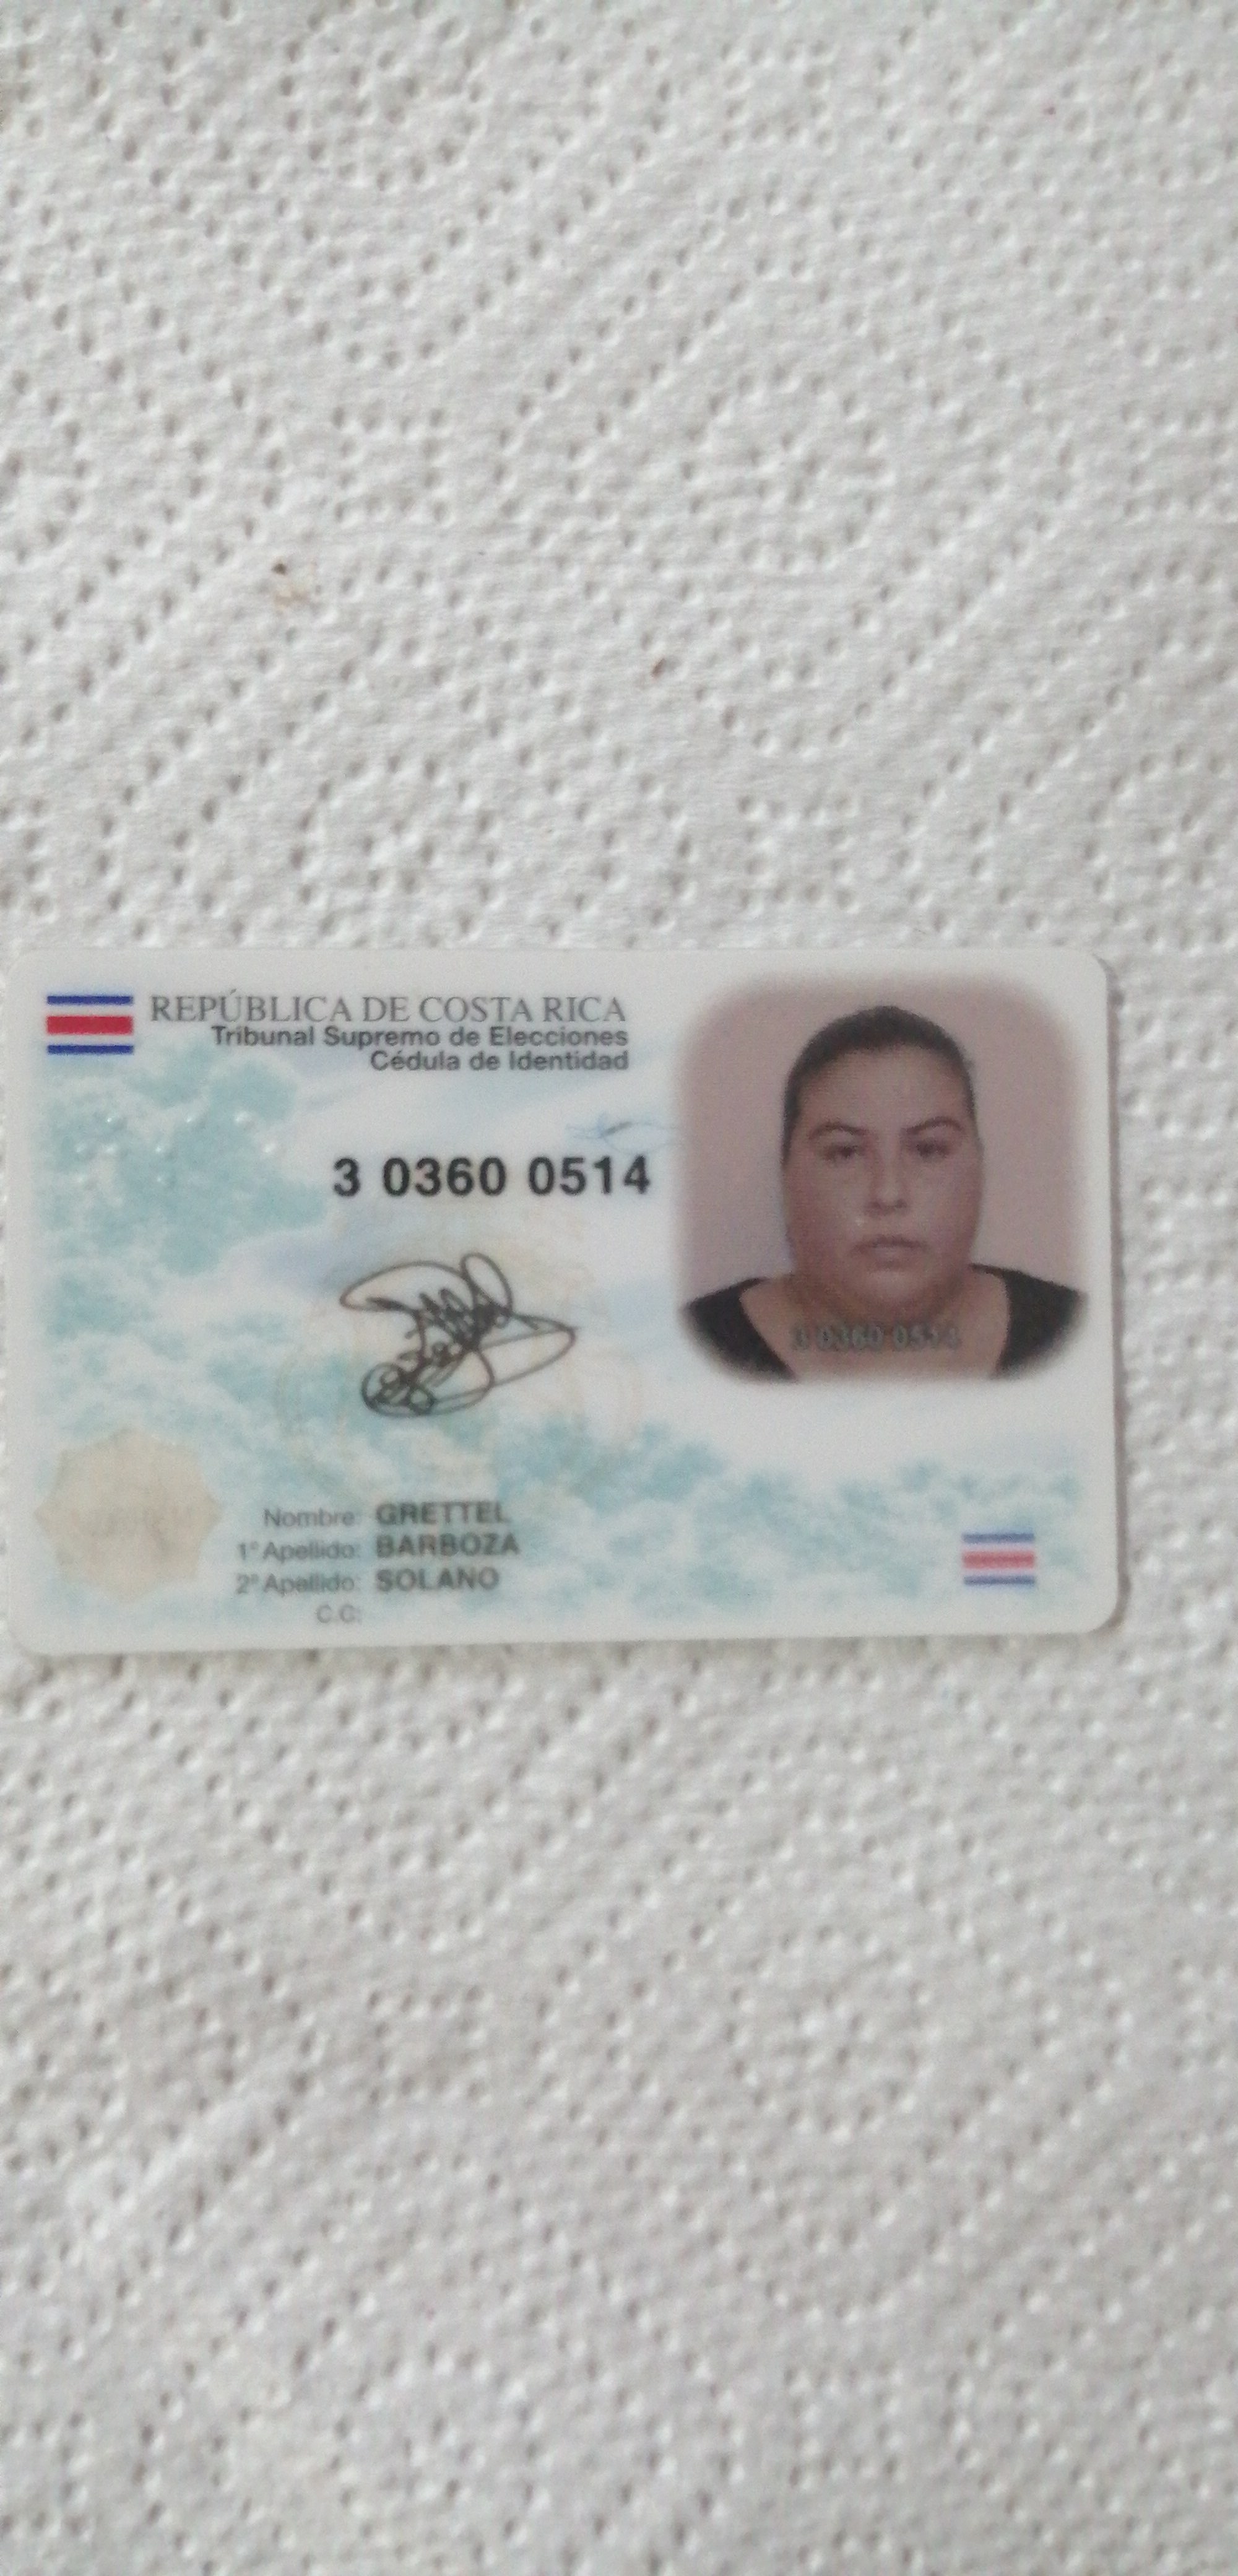 REPÚBLICA DE COSTA RICA
Tribunal Supremo de Elecciones
Cédula de Identidad
3 0360 0514
3 0360 0514
Nombre: GRETTEL
1° Apellido: BARBOZA
2° Apellido: SOLANO
C.C: